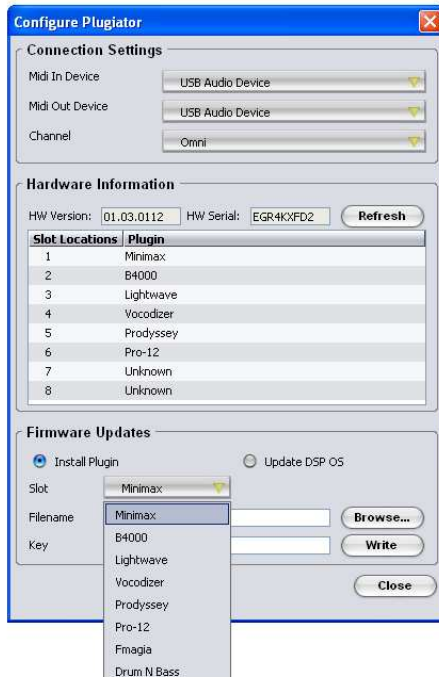 Configure Plugiator
Connection Settings
Midi In Device USB Audio Device
Midi Out Device USB Audio Device
Channel Omni
Hardware Information
HW Version: 01.03.0112 HW Serial: EGR4KXFD2 Refresh
Slot Locations Plugin
1 Minimax
2 B4000
3 Lightwave
4 Vocodizer
5 Prodyssey
6 Pro-12
7 Unknown
8 Unknown
Firmware Updates
Install Plugin Update DSP OS
Slot Minimax
Filename Browse...
Key Write
Minimax
B4000
Lightwave
Vocodizer
Prodyssey
Pro-12
Fmagia
Drum N Bass
Close